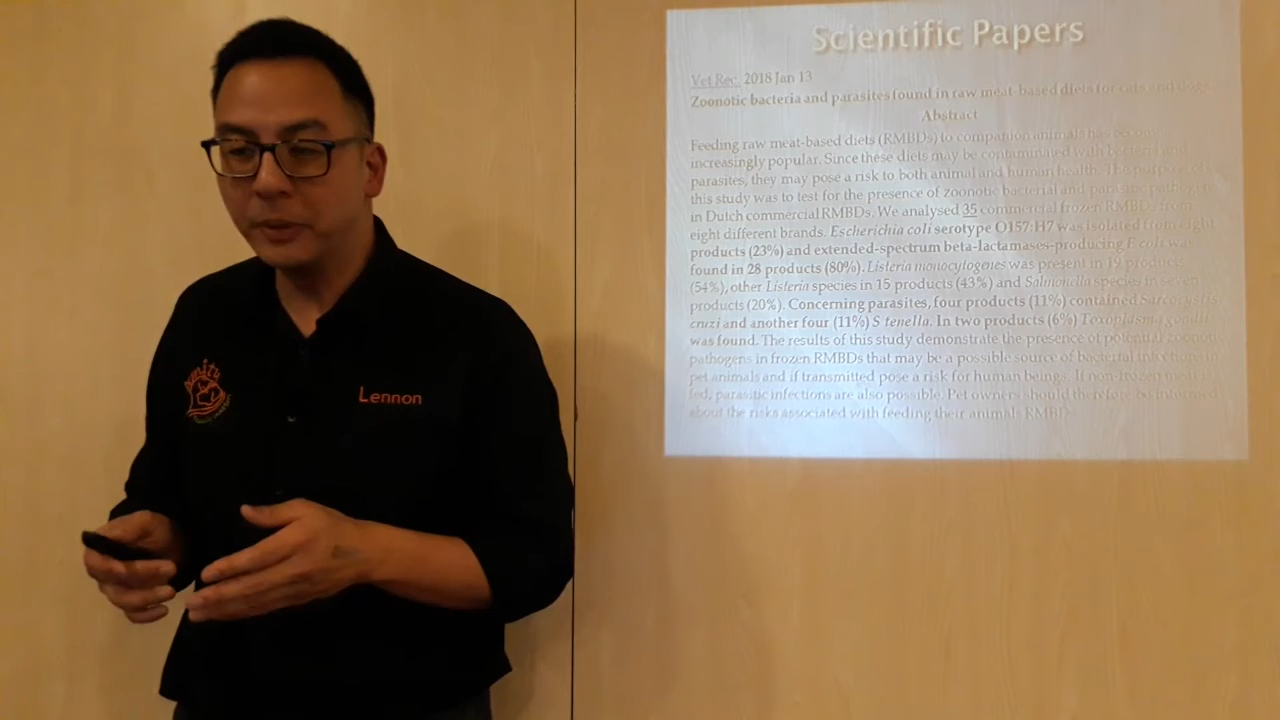 Scientific Papers
Vet Rec. 2018 Jan 13
Zoonotic bacteria and parasites found in raw meat-based diets for cats and dogs.
Abstract
Feeding raw meat-based diets (RMBDs) to companion animals has become
increasingly popular. Since these diets may be contaminated with bacteria and
parasites, they may pose a risk to both animal and human health. The purpose of
this study was to test for the presence of zoonotic bacterial and parasitic pathogens
in Dutch commercial RMBDs. We analysed 35 commercial frozen RMBDs from
eight different brands. Escherichia coli serotype O157:H7 was isolated from eight
products (23%) and extended-spectrum beta-lactamases-producing E coli was
found in 28 products (80%). Listeria monocytogenes was present in 19 products
(54%), other Listeria species in 15 products (43%) and Salmonella species in seven
products (20%). Concerning parasites, four products (11%) contained Sarcocystis
cruzi and another four (11%) S tenella. In two products (6%) Toxoplasma gondii
was found. The results of this study demonstrate the presence of potential zoonotic
pathogens in frozen RMBDs that may be a possible source of bacterial infections in
pet animals and if transmitted pose a risk for human beings. If non-frozen meat is
fed, parasitic infections are also possible. Pet owners should therefore be informed
about the risks associated with feeding their animals RMBDs.
Lennon